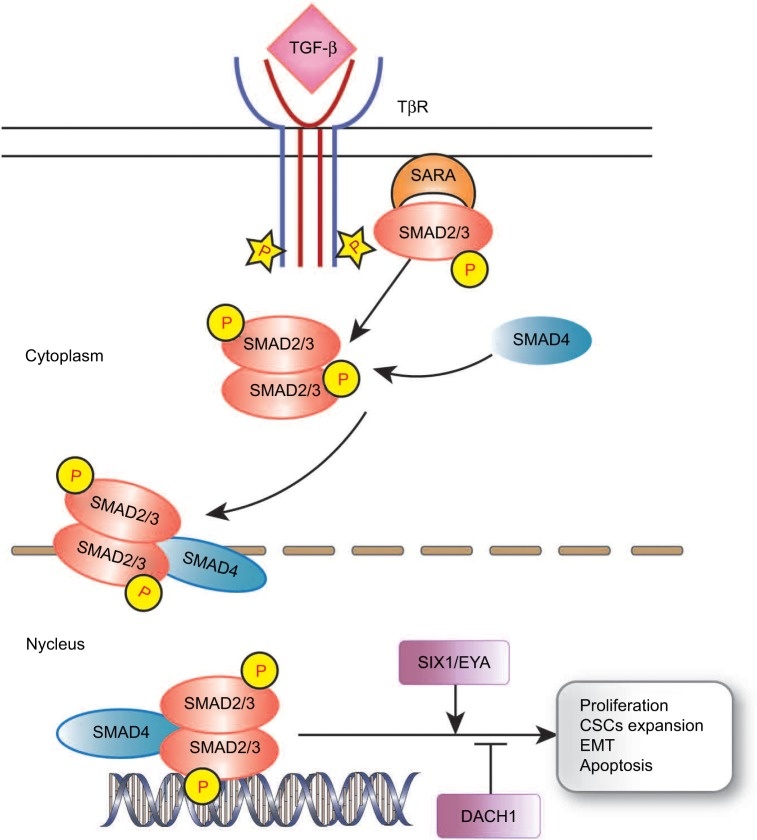 TGF-β
TβR
SARA
SMAD2/3
P
P
P
P
SMAD2/3
SMAD2/3
P
SMAD4
Cytoplasm
P
SMAD2/3
SMAD2/3
SMAD4
P
Nycleus
P
SMAD2/3
SMAD4
SMAD2/3
P
SIX1/EYA
Proliferation
CSCs expansion
EMT
Apoptosis
DACH1